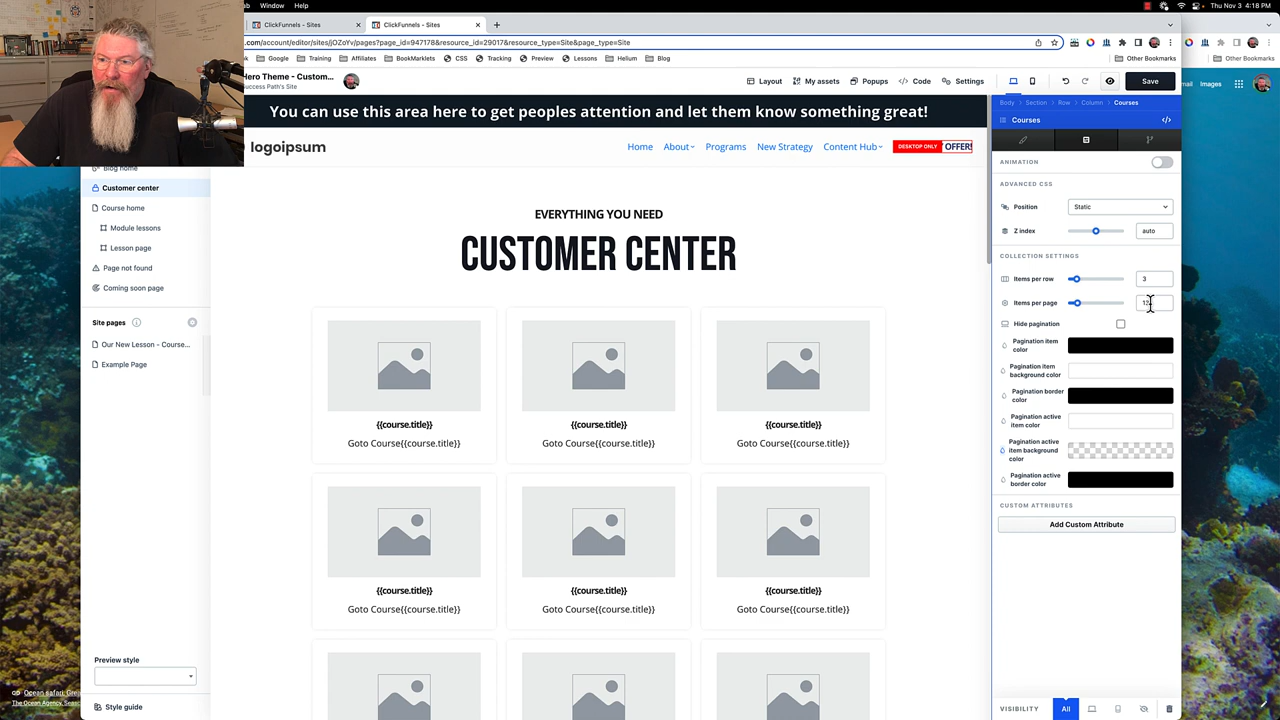 Window Help
Thu Nov 3 4:18 PM
ClickFunnels - Sites
ClickFunnels - Sites
.com/account/editor/sites/jOZoYv/pages?page_id=947178&resource_id=29017&resource_type=Site&page_type=Site
Google Training Affiliates BookMarklets CSS Tracking Preview Lessons Helium Blog Other Bookmarks
Other Bookmarks
Hero Theme - Custom...
Success Path's Site
Layout My assets Popups Code Settings Save
Images
Body Section Row Column Courses
Courses
You can use this area here to get peoples attention and let them know something great!
logoipsum
Home About Programs New Strategy Content Hub DESKTOP ONLY OFFER!
Blog home
Customer center
Course home
Module lessons
Lesson page
Page not found
Coming soon page
Site pages
Our New Lesson - Course...
Example Page
Preview style
Style guide
EVERYTHING YOU NEED
CUSTOMER CENTER
{{course.title}} {{course.title}} {{course.title}}
Goto Course{{course.title}} Goto Course{{course.title}} Goto Course{{course.title}}
{{course.title}} {{course.title}} {{course.title}}
Goto Course{{course.title}} Goto Course{{course.title}} Goto Course{{course.title}}
ANIMATION
ADVANCED CSS
Position Static
Z index auto
COLLECTION SETTINGS
Items per row 3
Items per page
Hide pagination
Pagination item
color
Pagination item
background color
Pagination border
color
Pagination active
item color
Pagination active
item background
color
Pagination active
border color
CUSTOM ATTRIBUTES
Add Custom Attribute
VISIBILITY All
Ocean safari, Grea
The Ocean Agency, Seas